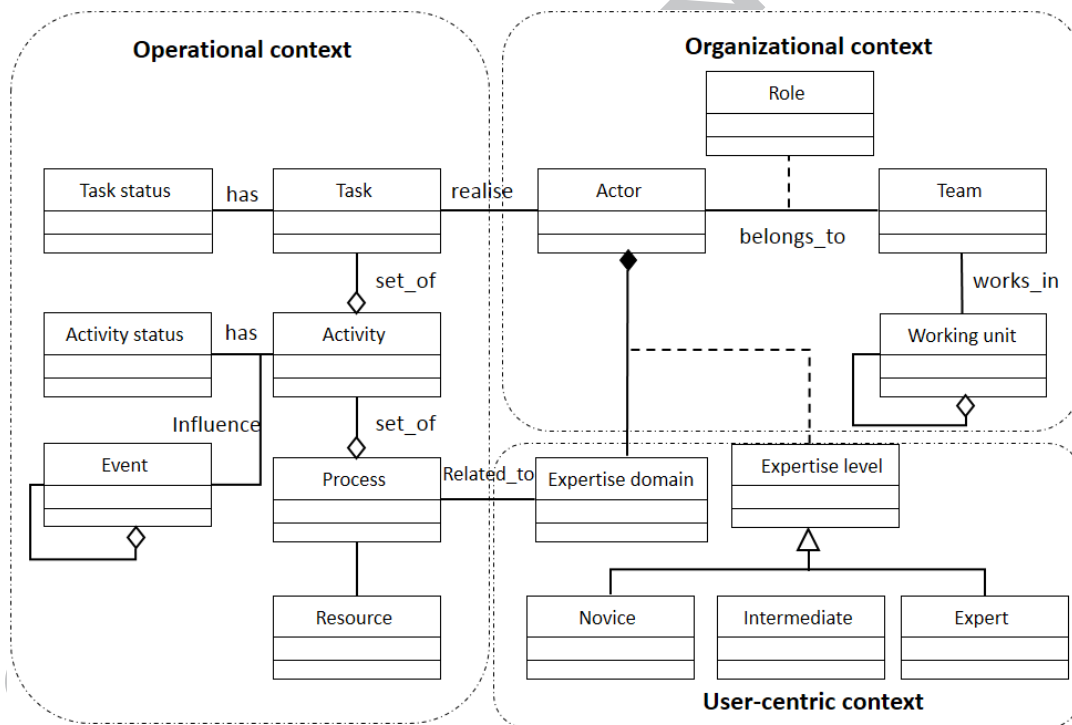 Operational context
Organizational context
Role
Task status
has
Task
realise
Actor
belongs_to
Team
set_of
works_in
Activity status
has
Activity
Working unit
Influence
set_of
Event
Process
Related_to
Expertise domain
Expertise level
Resource
Novice
Intermediate
Expert
User-centric context